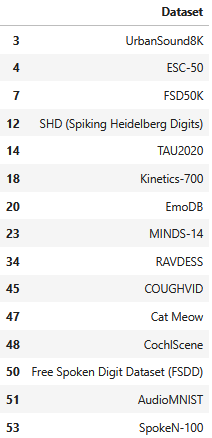 Dataset
3 UrbanSound8K
4 ESC-50
7 FSD50K
12 SHD (Spiking Heidelberg Digits)
14 TAU2020
18 Kinetics-700
20 EmoDB
23 MINDS-14
34 RAVDESS
45 COUGHVID
47 Cat Meow
48 CochlScene
50 Free Spoken Digit Dataset (FSDD)
51 AudioMNIST
53 SpokeN-100